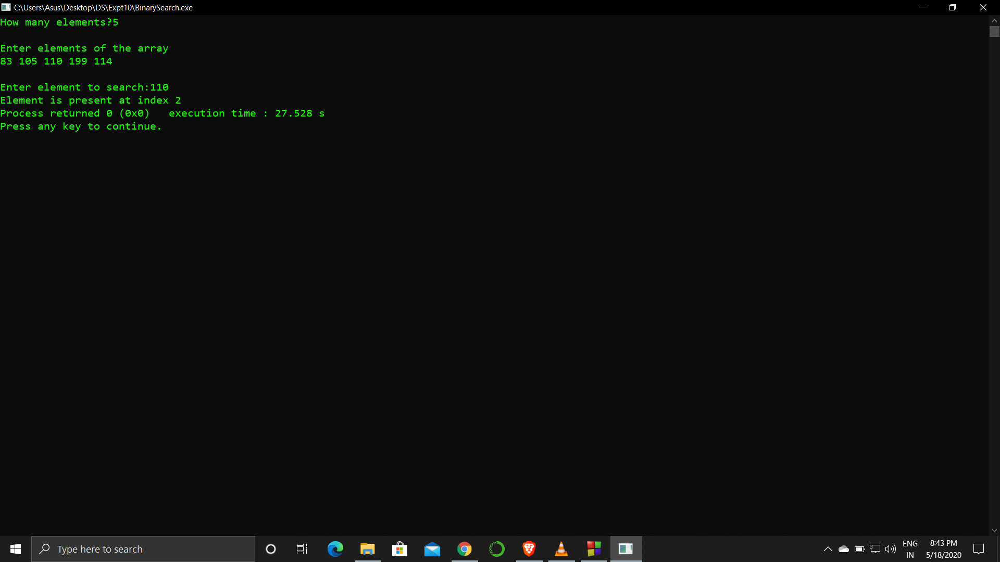 C:\Users\Asus\Desktop\DS\Expt10\BinarySearch.exe
How many elements?5
Enter elements of the array
83 105 110 199 114
Enter element to search:110
Element is present at index 2
Process returned 0 (0x0)   execution time : 27.528 s
Press any key to continue.
Type here to search
ENG
IN
8:43 PM
5/18/2020